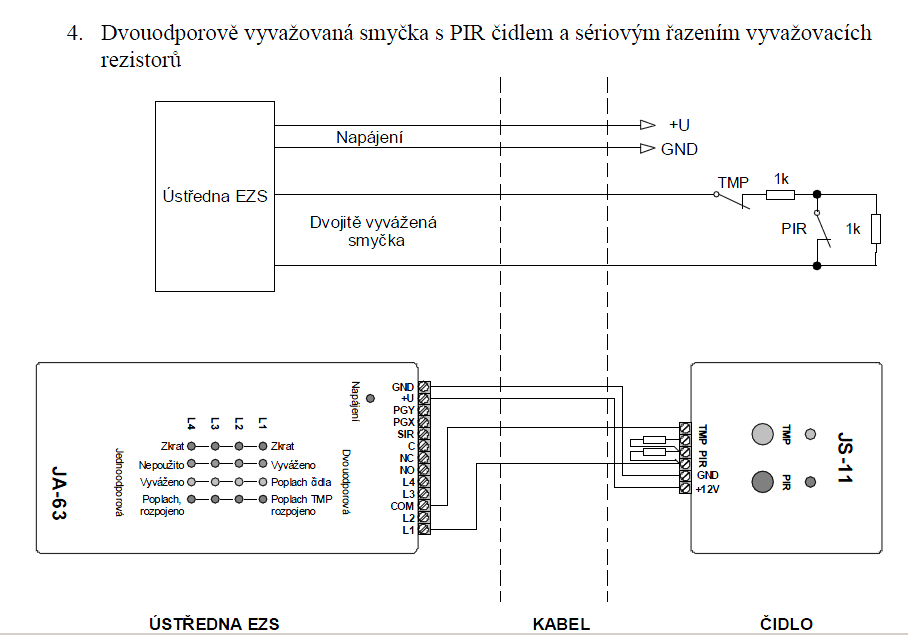 4. Dvouodporově vyvažovaná smyčka s PIR čidlem a sériovým řazením vyvažovacích
rezistorů
Napájení
+U
GND
Ústředna EZS
TMP
1k
Dvojitě vyvážená
smyčka
PIR
1k
JA-63
Jednoodporová
L4
L3
L2
L1
Zkrat
Zkrat
Nepoužito
Vyváženo
Vyváženo
Poplach čidla
Poplach,
rozpojeno
Poplach TMP
rozpojeno
Dvouodporová
Napájení
GND
+U
PGY
PGX
SIR
C
NC
NO
L4
L3
COM
L2
L1
TMP
PIR
GND
+12V
TMP
PIR
JS-11
ÚSTŘEDNA EZS
KABEL
ČIDLO